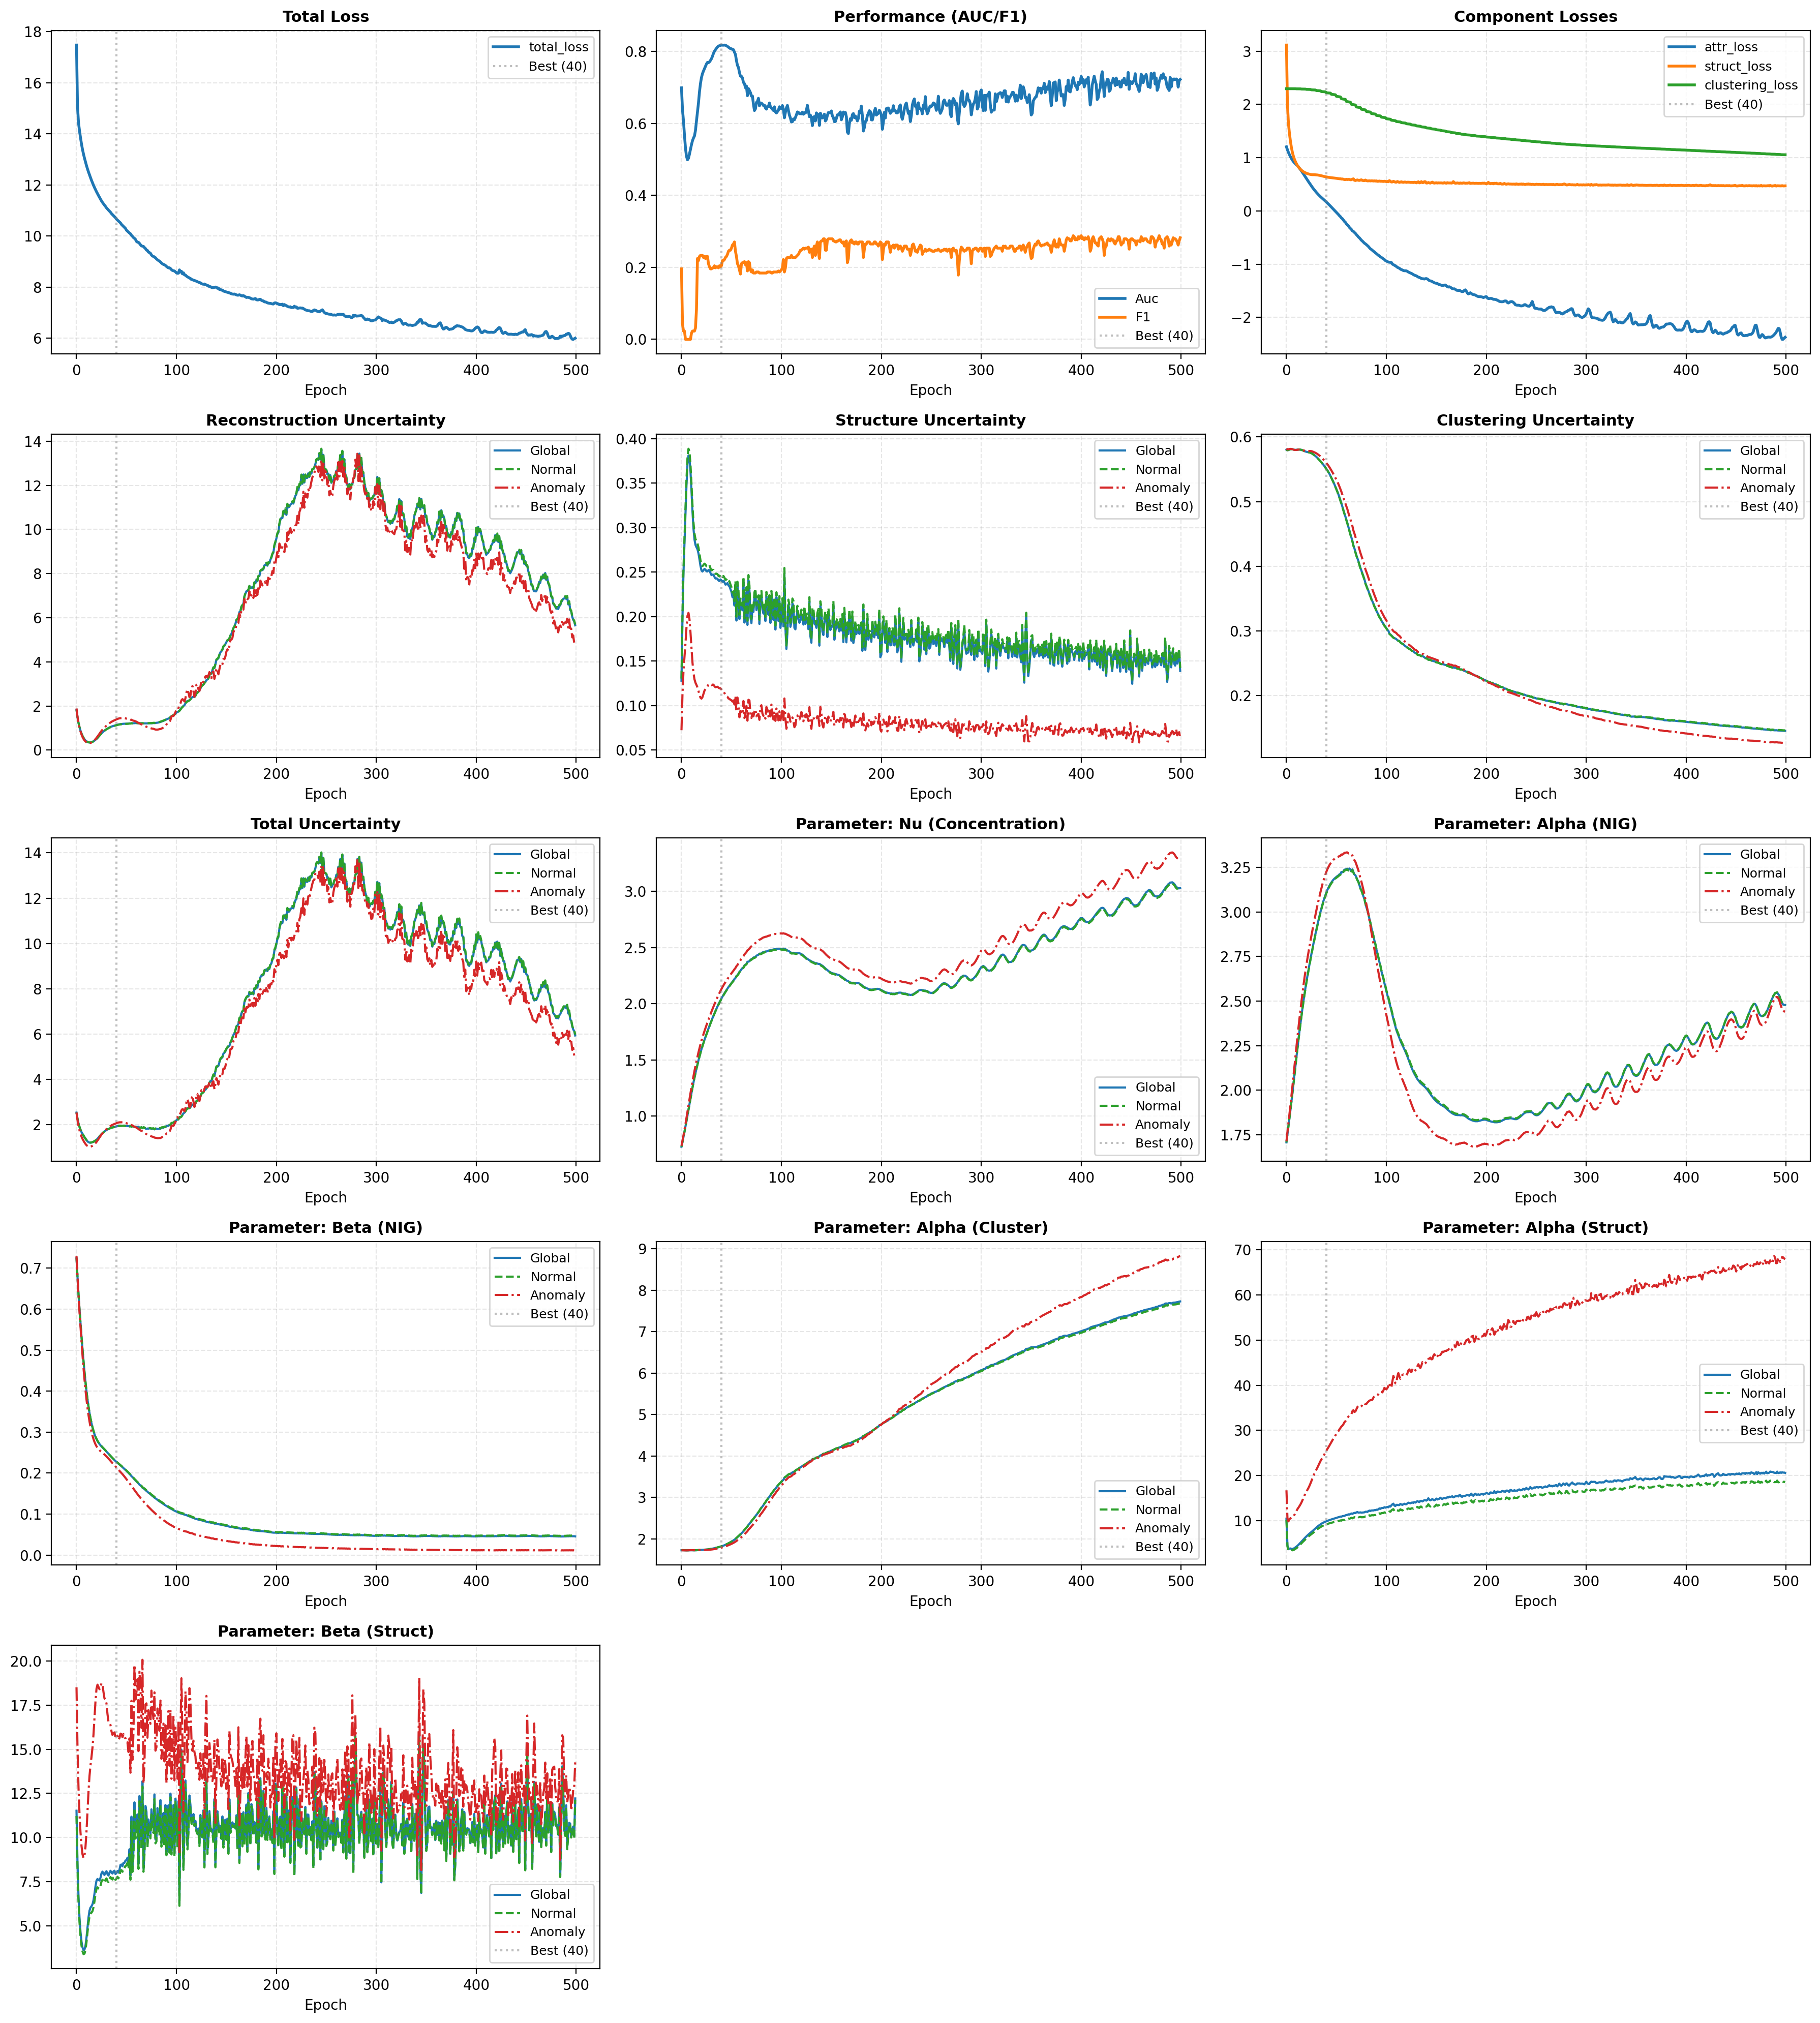 Total Loss
18
16
14
12
10
8
6
0
100
200
300
400
500
Epoch
total_loss
Best (40)
Performance (AUC/F1)
0.8
0.6
0.4
0.2
0.0
0
100
200
300
400
500
Epoch
Auc
F1
Best (40)
Component Losses
3
2
1
0
−1
−2
0
100
200
300
400
500
Epoch
attr_loss
struct_loss
clustering_loss
Best (40)
Reconstruction Uncertainty
14
12
10
8
6
4
2
0
0
100
200
300
400
500
Epoch
Global
Normal
Anomaly
Best (40)
Structure Uncertainty
0.40
0.35
0.30
0.25
0.20
0.15
0.10
0.05
0
100
200
300
400
500
Epoch
Global
Normal
Anomaly
Best (40)
Clustering Uncertainty
0.6
0.5
0.4
0.3
0.2
0
100
200
300
400
500
Epoch
Global
Normal
Anomaly
Best (40)
Total Uncertainty
14
12
10
8
6
4
2
0
100
200
300
400
500
Epoch
Global
Normal
Anomaly
Best (40)
Parameter: Nu (Concentration)
3.0
2.5
2.0
1.5
1.0
0
100
200
300
400
500
Epoch
Global
Normal
Anomaly
Best (40)
Parameter: Alpha (NIG)
3.25
3.00
2.75
2.50
2.25
2.00
1.75
0
100
200
300
400
500
Epoch
Global
Normal
Anomaly
Best (40)
Parameter: Beta (NIG)
0.7
0.6
0.5
0.4
0.3
0.2
0.1
0.0
0
100
200
300
400
500
Epoch
Global
Normal
Anomaly
Best (40)
Parameter: Alpha (Cluster)
9
8
7
6
5
4
3
2
0
100
200
300
400
500
Epoch
Global
Normal
Anomaly
Best (40)
Parameter: Alpha (Struct)
70
60
50
40
30
20
10
0
100
200
300
400
500
Epoch
Global
Normal
Anomaly
Best (40)
Parameter: Beta (Struct)
20.0
17.5
15.0
12.5
10.0
7.5
5.0
0
100
200
300
400
500
Epoch
Global
Normal
Anomaly
Best (40)